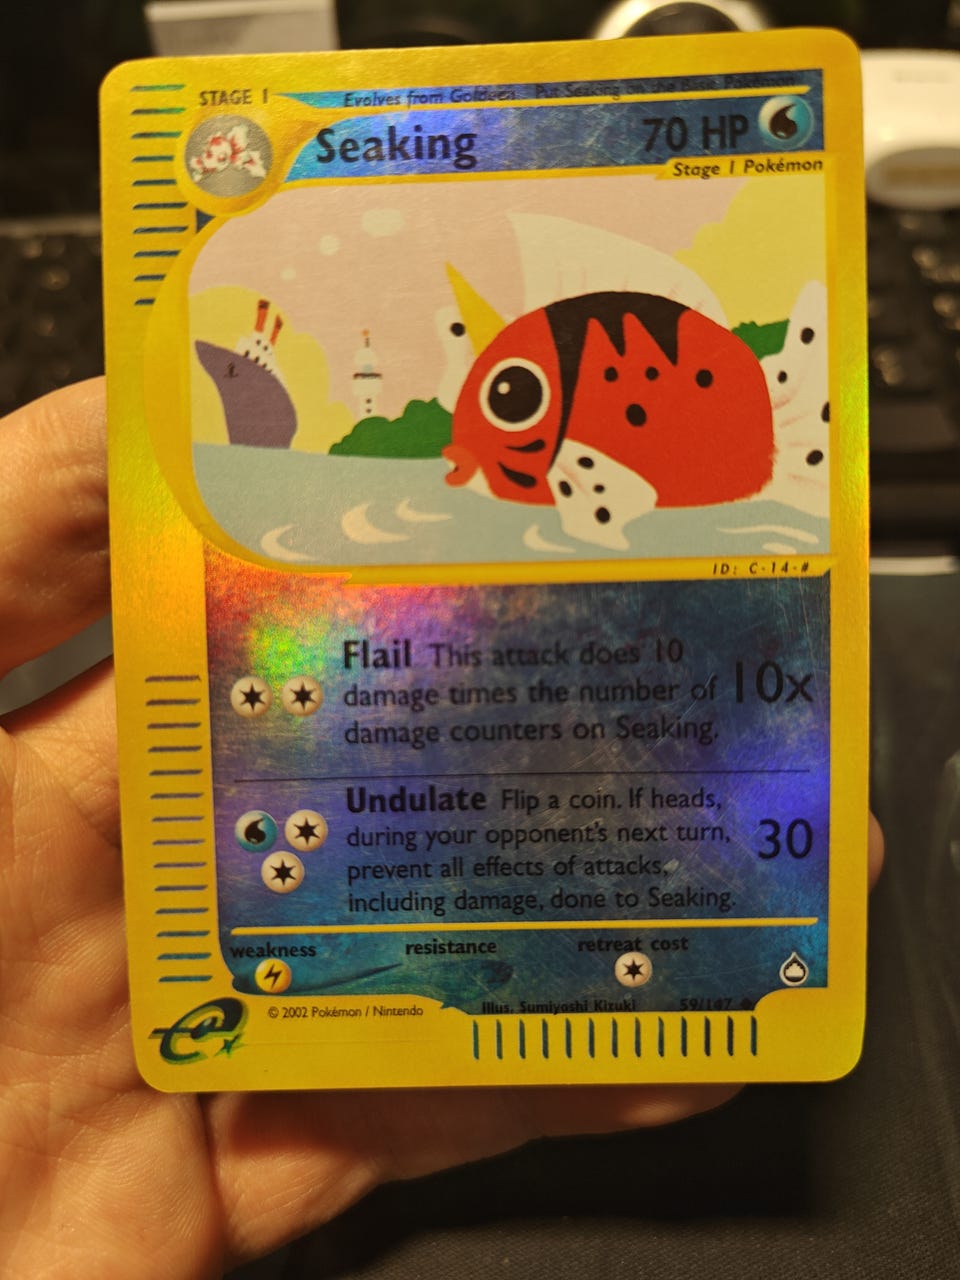 STAGE 1
Evolves from Goldeen Put Seaking on the Basic Pokémon
Seaking 70 HP
Stage 1 Pokémon
ID: C-14-#
Flail This attack does 10
damage times the number of
damage counters on Seaking.
10x
Undulate Flip a coin. If heads,
during your opponent's next turn,
prevent all effects of attacks,
including damage, done to Seaking.
30
weakness resistance retreat cost
© 2002 Pokémon / Nintendo
Illus. Sumiyoshi Kizuki 59/147
e